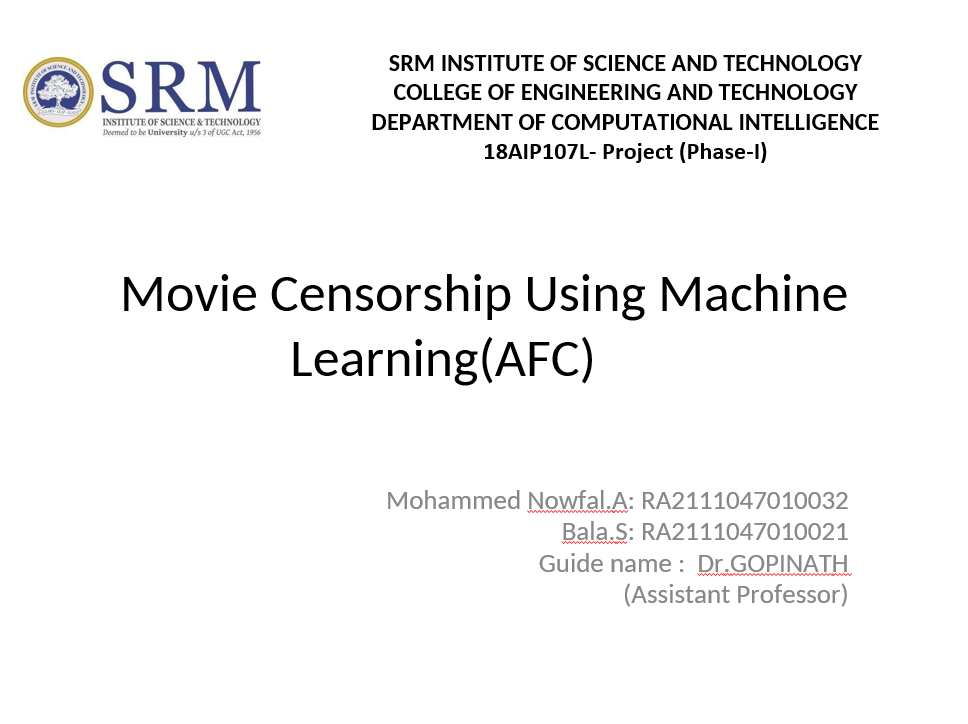 SRM
INSTITUTE OF SCIENCE & TECHNOLOGY
Deemed to be University u/s 3 of UGC Act, 1956
SRM INSTITUTE OF SCIENCE AND TECHNOLOGY
COLLEGE OF ENGINEERING AND TECHNOLOGY
DEPARTMENT OF COMPUTATIONAL INTELLIGENCE
18AIP107L- Project (Phase-I)
Movie Censorship Using Machine
Learning(AFC)
Mohammed Nowfal.A: RA2111047010032
Bala.S: RA2111047010021
Guide name : Dr.GOPINATH
(Assistant Professor)